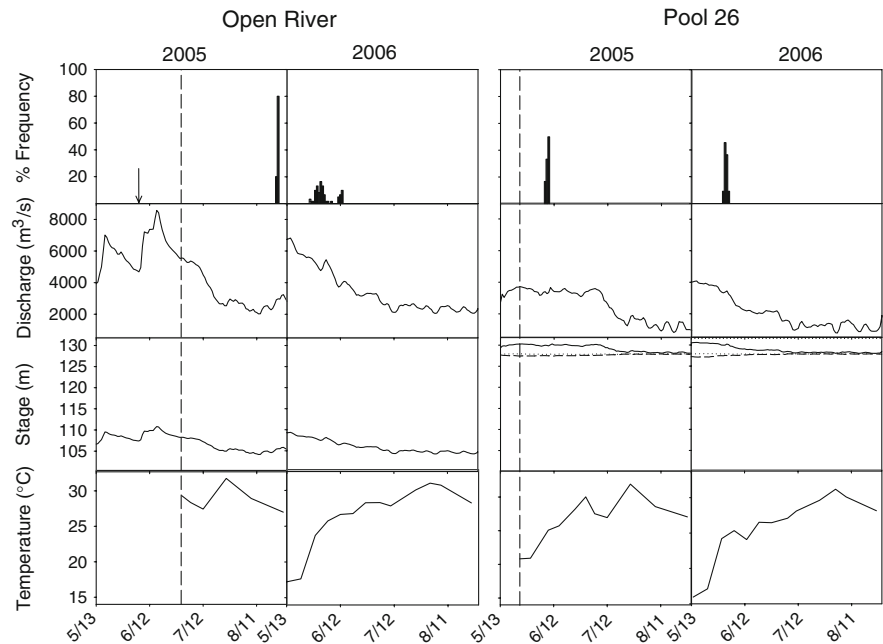 Open River Pool 26
2005 2006 2005 2006
% Frequency
100
80
60
40
20
Discharge (m³/s)
8000
6000
4000
2000
Stage (m)
130
125
110
105
Temperature (°C)
30
25
20
15
5/13 6/12 7/12 8/11 5/13 6/12 7/12 8/11 5/13 6/12 7/12 8/11 5/13 6/12 7/12 8/11